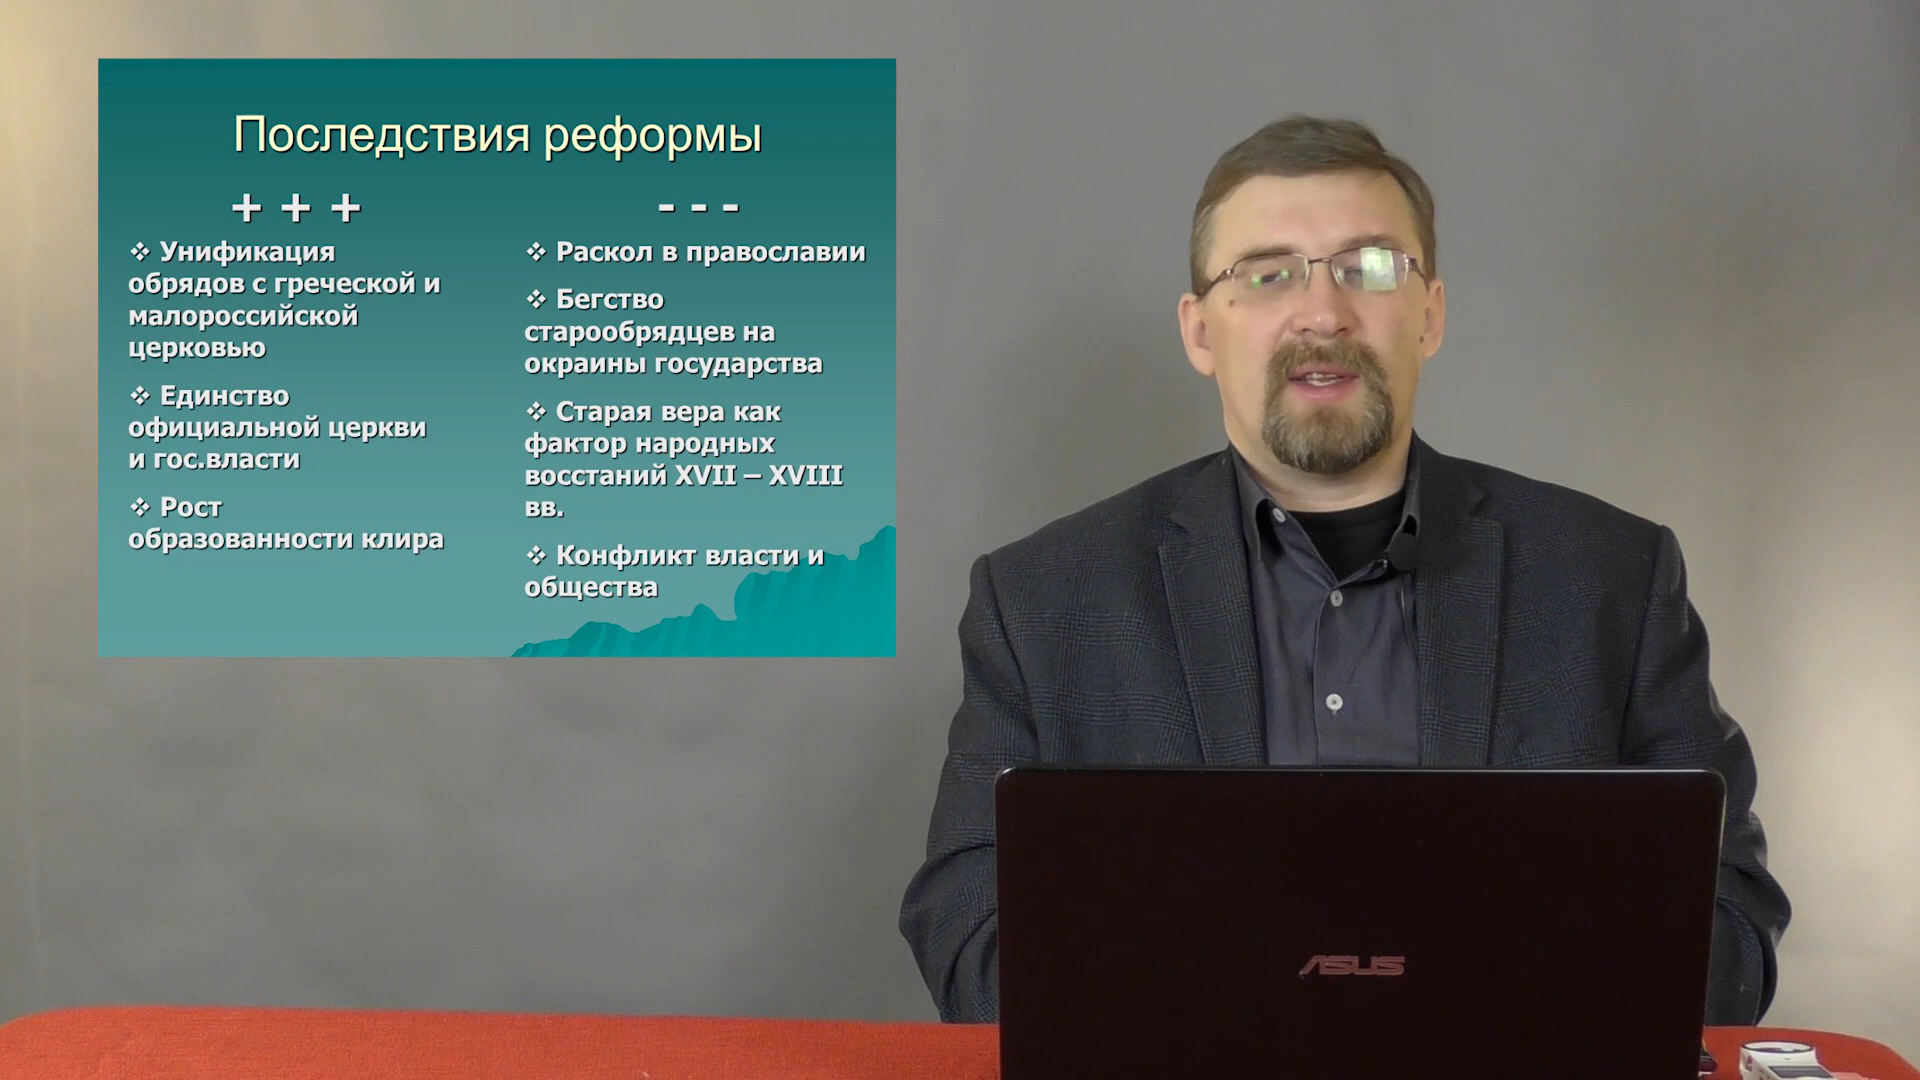 Последствия реформы
+ + +
❖ Унификация
обрядов с греческой и
малороссийской
церковью
❖ Единство
официальной церкви
и гос.власти
❖ Рост
образованности клира
- - -
❖ Раскол в православии
❖ Бегство
старообрядцев на
окраины государства
❖ Старая вера как
фактор народных
восстаний XVII – XVIII
вв.
❖ Конфликт власти и
общества
ASUS